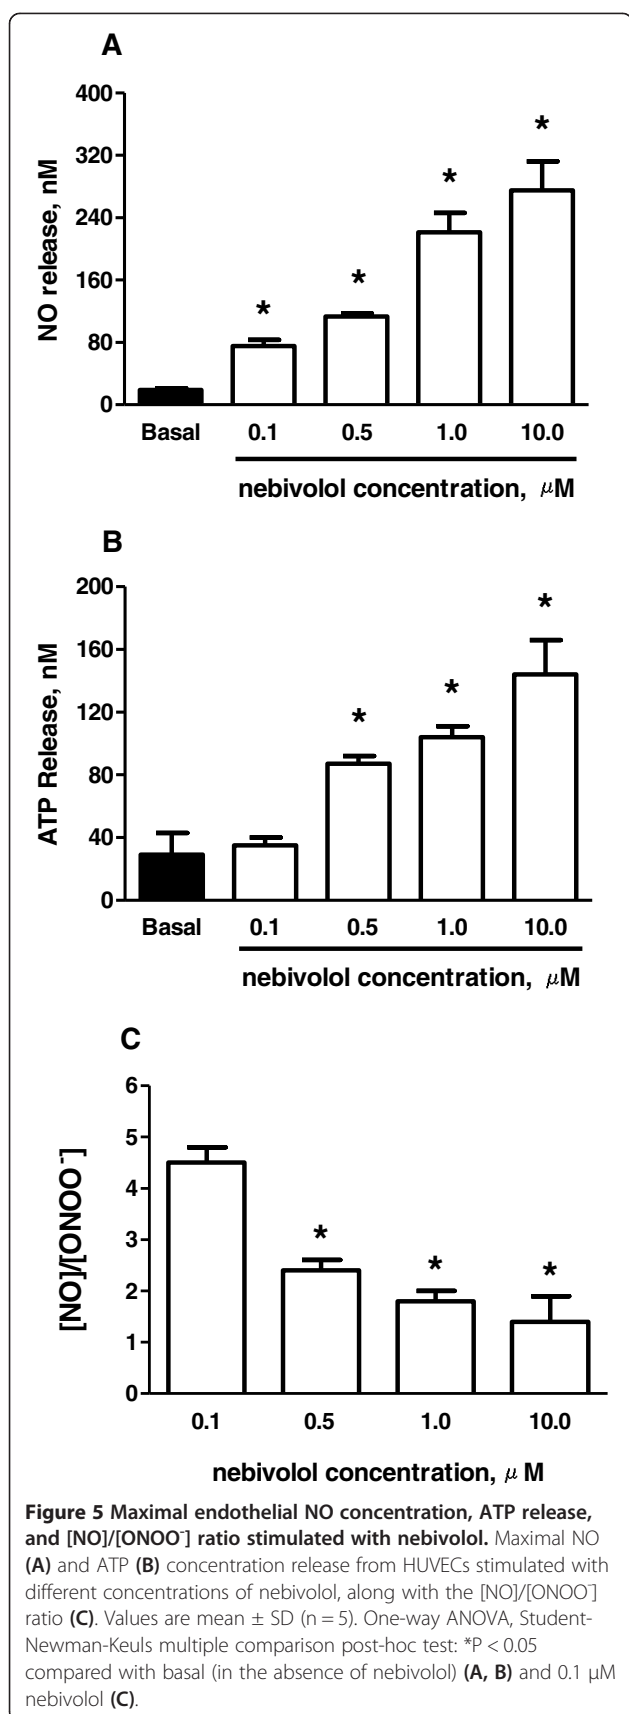 A
400
320
240
160
80
0
NO release, nM
*
*
*
*
Basal 0.1 0.5 1.0 10.0
nebivolol concentration, μM
B
200
160
120
80
40
0
ATP Release, nM
*
*
*
Basal 0.1 0.5 1.0 10.0
nebivolol concentration, μM
C
6
5
4
3
2
1
0
[NO]/[ONOO⁻]
*
*
*
0.1 0.5 1.0 10.0
nebivolol concentration, μ M
Figure 5 Maximal endothelial NO concentration, ATP release,
and [NO]/[ONOO⁻] ratio stimulated with nebivolol. Maximal NO
(A) and ATP (B) concentration release from HUVECs stimulated with
different concentrations of nebivolol, along with the [NO]/[ONOO⁻]
ratio (C). Values are mean ± SD (n = 5). One-way ANOVA, Student-
Newman-Keuls multiple comparison post-hoc test: *P < 0.05
compared with basal (in the absence of nebivolol) (A, B) and 0.1 μM
nebivolol (C).